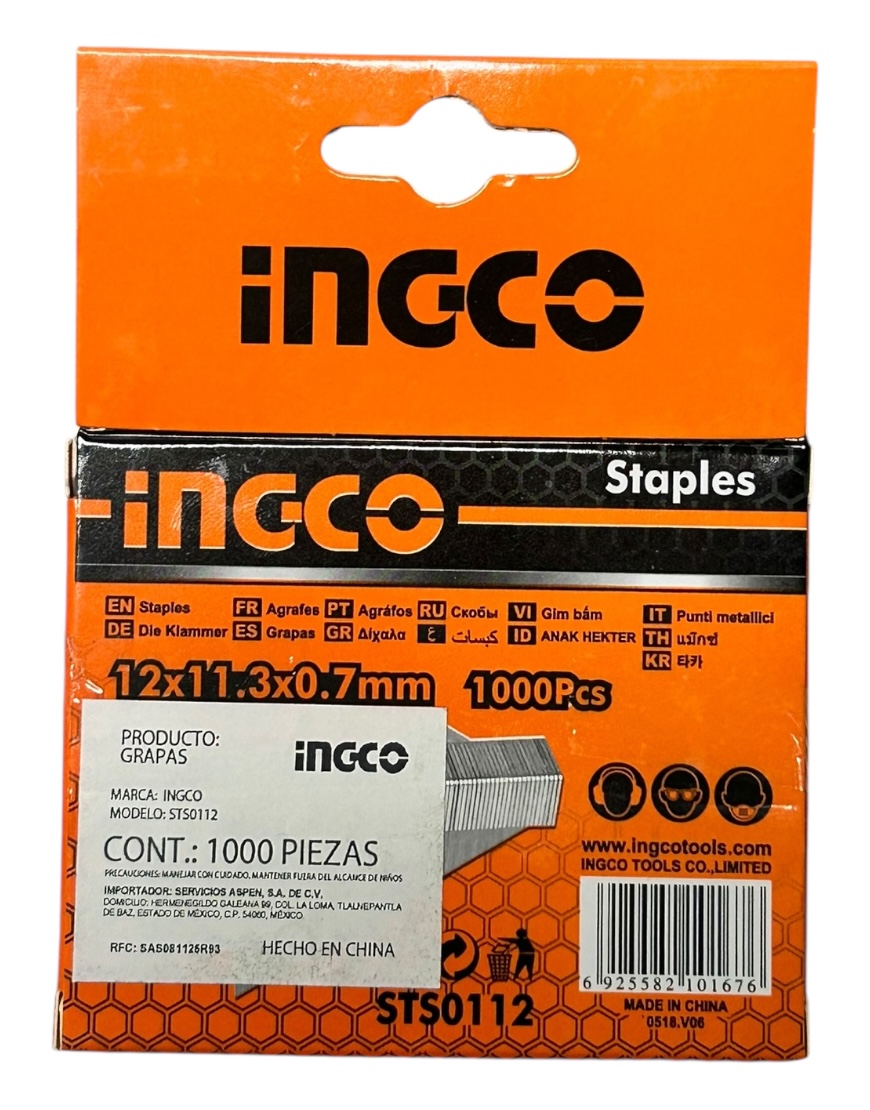 INGCO
INGCO
Staples
EN Staples FR Agrafes PT Agráfos RU Скобы VI Gim bấm IT Punti metallici
DE Die Klammer ES Grapas GR Δίχαλα ع كبسات ID ANAK HEKTER TH แม๊กซ์
KR 타카
12x11.3x0.7mm 1000Pcs
PRODUCTO:
GRAPAS
INGCO
MARCA: INGCO
MODELO: STS0112
CONT.: 1000 PIEZAS
PRECAUCIONES: MANEJAR CON CUIDADO, MANTENER FUERA DEL ALCANCE DE NIÑOS
IMPORTADOR: SERVICIOS ASPEN, S.A. DE C.V.
DOMICILIO: HERMENEGILDO GALEANA 99, COL. LA LOMA, TLALNEPANTLA
DE BAZ, ESTADO DE MÉXICO, C.P. 54060, MÉXICO.
RFC: SAS081125R93
HECHO EN CHINA
www.ingcotools.com
INGCO TOOLS CO.,LIMITED
6 925582 101676
MADE IN CHINA
0518.V06
STS0112